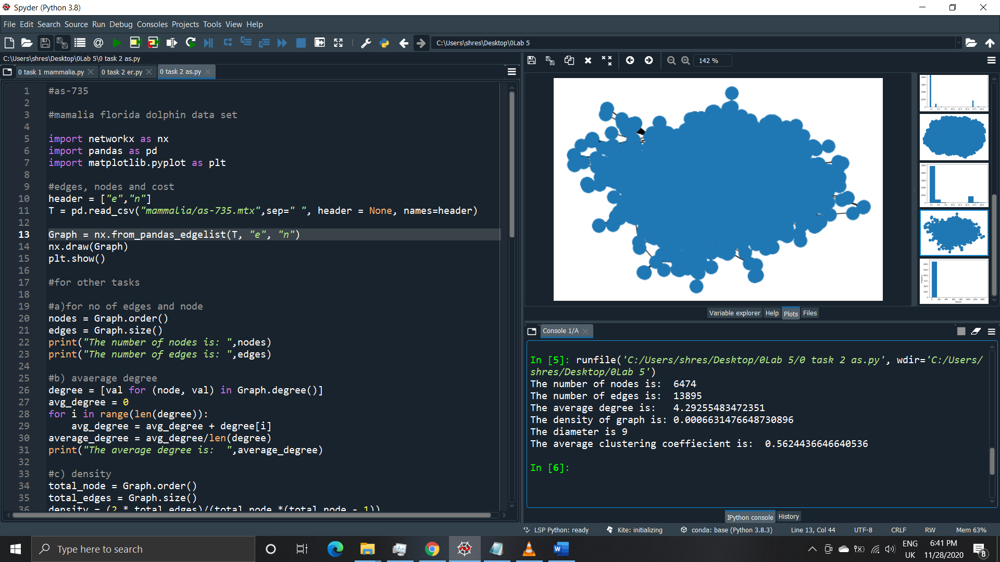 Spyder (Python 3.8)
File Edit Search Source Run Debug Consoles Projects Tools View Help
C:\Users\shres\Desktop\0Lab 5
C:\Users\shres\Desktop\0Lab 5\0 task 2 as.py
0 task 1 mammalia.py 0 task 2 er.py 0 task 2 as.py
1 #as-735
2
3 #mamalia florida dolphin data set
4
5 import networkx as nx
6 import pandas as pd
7 import matplotlib.pyplot as plt
8
9 #edges, nodes and cost
10 header = ["e","n"]
11 T = pd.read_csv("mammalia/as-735.mtx",sep=" ", header = None, names=header)
12
13 Graph = nx.from_pandas_edgelist(T, "e", "n")
14 nx.draw(Graph)
15 plt.show()
16
17 #for other tasks
18
19 #a)for no of edges and node
20 nodes = Graph.order()
21 edges = Graph.size()
22 print("The number of nodes is: ",nodes)
23 print("The number of edges is: ",edges)
24
25 #b) avaerage degree
26 degree = [val for (node, val) in Graph.degree()]
27 avg_degree = 0
28 for i in range(len(degree)):
29 avg_degree = avg_degree + degree[i]
30 average_degree = avg_degree/len(degree)
31 print("The average degree is:  ",average_degree)
32
33 #c) density
34 total_node = Graph.order()
35 total_edges = Graph.size()
36 density = (2 * total_edges)/(total_node *(total_node - 1))
142 %
Variable explorer Help Plots Files
Console 1/A
In [5]: runfile('C:/Users/shres/Desktop/0Lab 5/0 task 2 as.py', wdir='C:/Users/
shres/Desktop/0Lab 5')
The number of nodes is:  6474
The number of edges is:  13895
The average degree is:   4.29255483472351
The density of graph is: 0.0006631476648730896
The diameter is 9
The average clustering coeffiecient is:  0.5624436646640536
In [6]:
IPython console History
LSP Python: ready Kite: initializing conda: base (Python 3.8.3) Line 13, Col 44 UTF-8 CRLF RW Mem 63%
Type here to search
ENG
UK
6:41 PM
11/28/2020
8